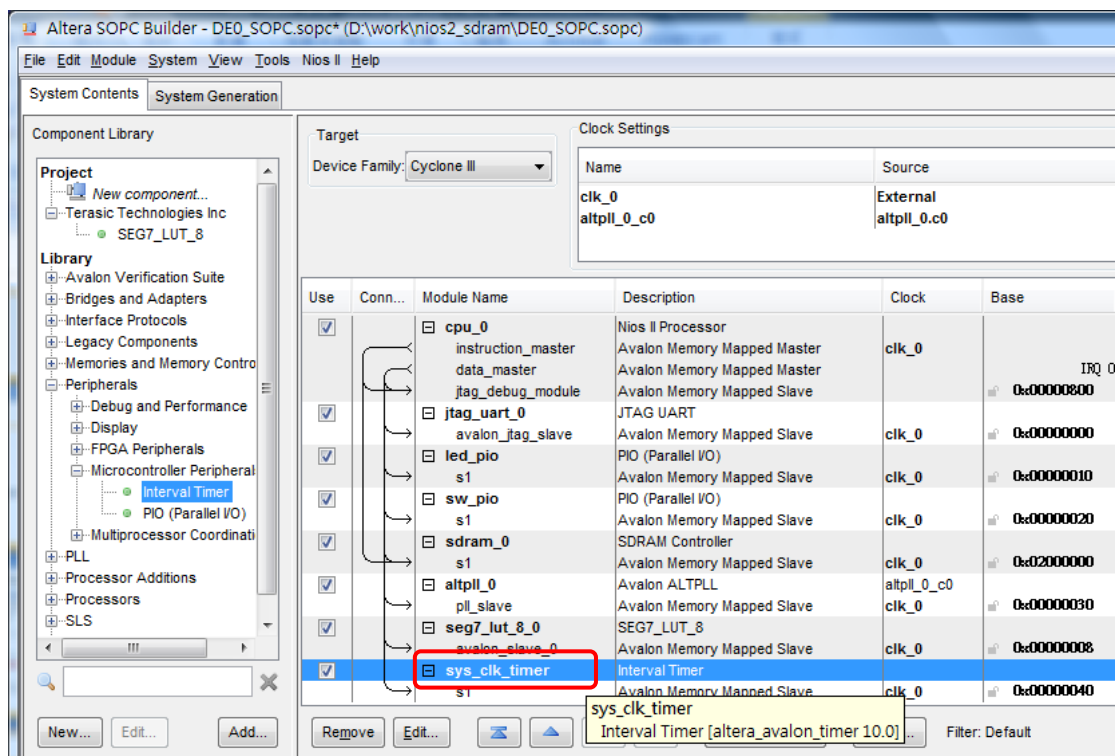 Altera SOPC Builder - DE0_SOPC.sopc* (D:\work\nios2_sdram\DE0_SOPC.sopc)
File Edit Module System View Tools Nios II Help
System Contents System Generation
Component Library
Project
New component...
Terasic Technologies Inc
SEG7_LUT_8
Library
Avalon Verification Suite
Bridges and Adapters
Interface Protocols
Legacy Components
Memories and Memory Contro
Peripherals
Debug and Performance
Display
FPGA Peripherals
Microcontroller Peripheral
Interval Timer
PIO (Parallel I/O)
Multiprocessor Coordinati
PLL
Processor Additions
Processors
SLS
New... Edit... Add...
Target
Device Family: Cyclone III
Clock Settings
Name Source
clk_0 External
altpll_0_c0 altpll_0.c0
Use Conn... Module Name Description Clock Base
cpu_0 Nios II Processor
instruction_master Avalon Memory Mapped Master clk_0
data_master Avalon Memory Mapped Master IRQ 0
jtag_debug_module Avalon Memory Mapped Slave 0x00000800
jtag_uart_0 JTAG UART
avalon_jtag_slave Avalon Memory Mapped Slave clk_0 0x00000000
led_pio PIO (Parallel I/O)
s1 Avalon Memory Mapped Slave clk_0 0x00000010
sw_pio PIO (Parallel I/O)
s1 Avalon Memory Mapped Slave clk_0 0x00000020
sdram_0 SDRAM Controller
s1 Avalon Memory Mapped Slave clk_0 0x02000000
altpll_0 Avalon ALTPLL altpll_0_c0
pll_slave Avalon Memory Mapped Slave clk_0 0x00000030
seg7_lut_8_0 SEG7_LUT_8
avalon_slave_0 Avalon Memory Mapped Slave clk_0 0x00000008
sys_clk_timer Interval Timer
s1 Avalon Memory Mapped Slave clk_0 0x00000040
sys_clk_timer
Interval Timer [altera_avalon_timer 10.0]
Remove Edit... Filter: Default